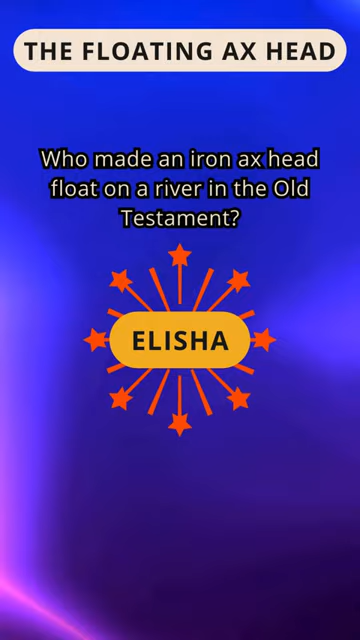 THE FLOATING AX HEAD
Who made an iron ax head
float on a river in the Old
Testament?
ELISHA